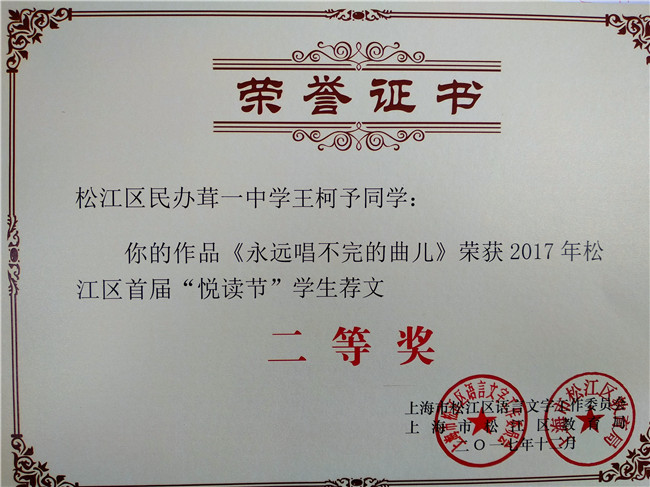 荣誉证书
松江区民办茸一中学王柯予同学：
你的作品《永远唱不完的曲儿》荣获2017年松
江区首届“悦读节”学生荐文
二等奖
上海市松江区语言文字工作委员会
上海市松江区教育局
二〇一七年十二月